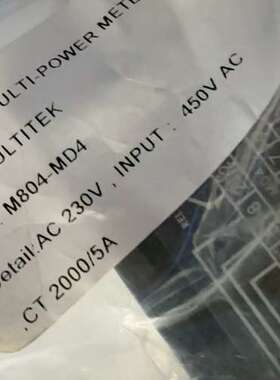 ULTI-POWER METE
ULTITEK
: M804-MD4
etail:AC 230V , INPUT : 450V AC
,CT 2000/5A